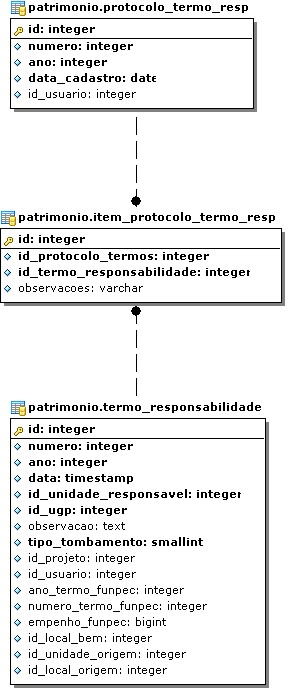 patrimonio.protocolo_termo_resp
id: integer
numero: integer
ano: integer
data_cadastro: date
id_usuario: integer
patrimonio.item_protocolo_termo_resp
id: integer
id_protocolo_termos: integer
id_termo_responsabilidade: integer
observacoes: varchar
patrimonio.termo_responsabilidade
id: integer
numero: integer
ano: integer
data: timestamp
id_unidade_responsavel: integer
id_ugp: integer
observacao: text
tipo_tombamento: smallint
id_projeto: integer
id_usuario: integer
ano_termo_funpec: integer
numero_termo_funpec: integer
empenho_funpec: bigint
id_local_bem: integer
id_unidade_origem: integer
id_local_origem: integer